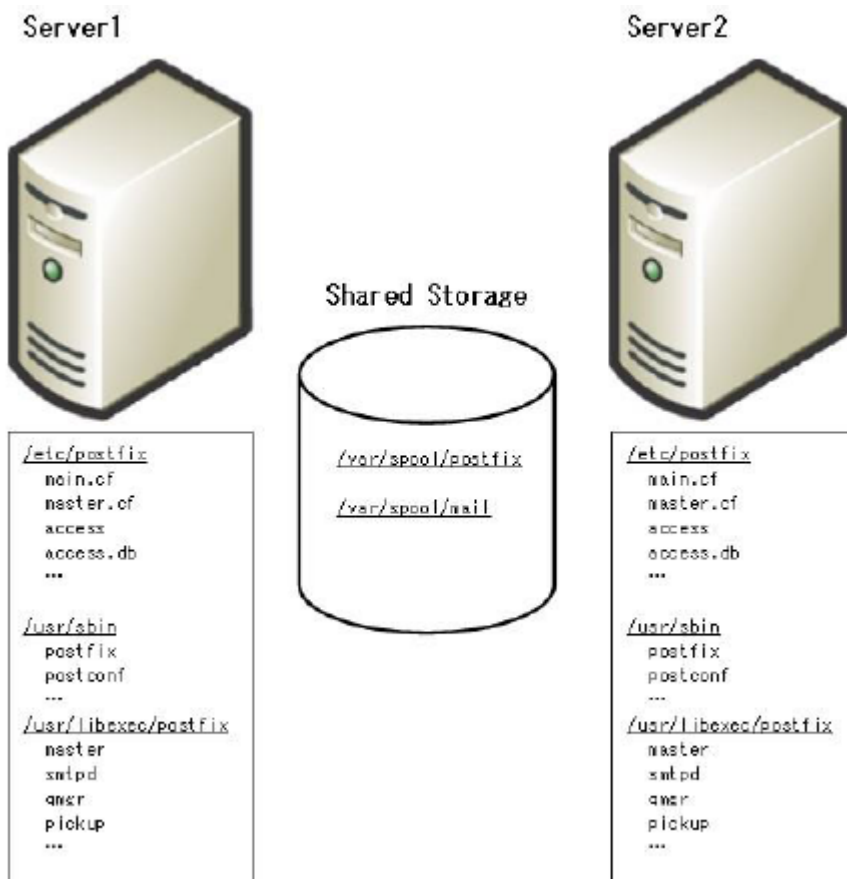 Server1
Server2
Shared Storage
/etc/postfix
main.cf
master.cf
access
access.db
...
/usr/sbin
postfix
postconf
...
/usr/libexec/postfix
master
smtpd
qmgr
pickup
...
/var/spool/postfix
/var/spool/mail
/etc/postfix
main.cf
master.cf
access
access.db
...
/usr/sbin
postfix
postconf
...
/usr/libexec/postfix
master
smtpd
qmgr
pickup
...